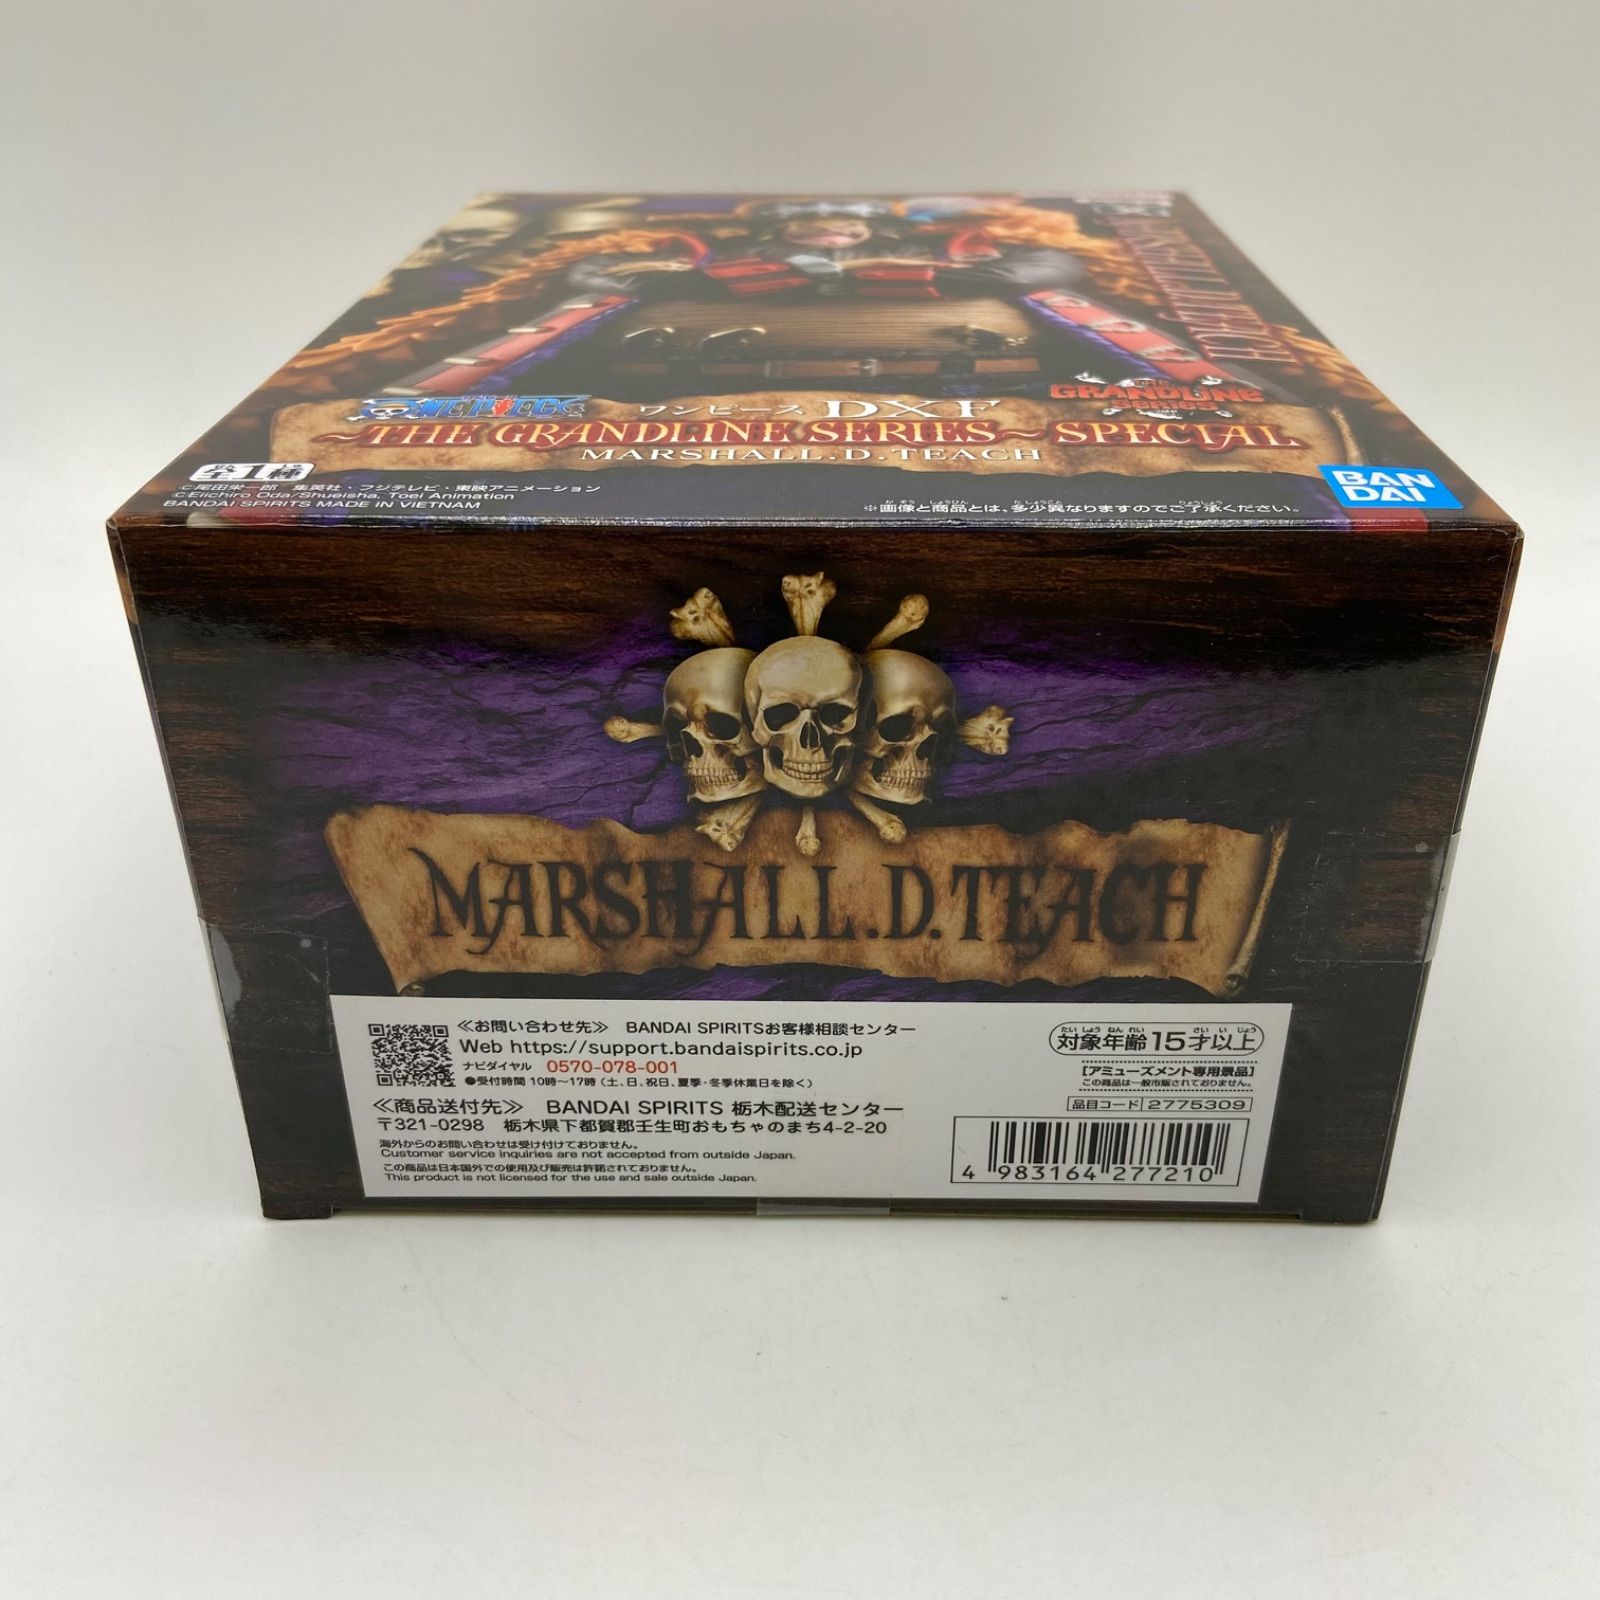 MARSHALL.D.TEACH
ONE PIECE
ワンピース DXF
THE
GRANDLINE
SERIES
~THE GRANDLINE SERIES~ SPECIAL
MARSHALL.D.TEACH
全1種
©尾田栄一郎 集英社・フジテレビ・東映アニメーション
©Eiichiro Oda/Shueisha, Toei Animation
BANDAI SPIRITS MADE IN VIETNAM
※画像と商品とは、多少異なりますのでご了承ください。
BAN
DAI
MARSHALL.D.TEACH
≪お問い合わせ先≫ BANDAI SPIRITSお客様相談センター
Web https://support.bandaispirits.co.jp
ナビダイヤル 0570-078-001
●受付時間 10時〜17時(土、日、祝日、夏季・冬季休業日を除く)
≪商品送付先≫ BANDAI SPIRITS 栃木配送センター
〒321-0298 栃木県下都賀郡壬生町おもちゃのまち4-2-20
海外からのお問い合わせは受け付けておりません。
Customer service inquiries are not accepted from outside Japan.
この商品は日本国外での使用及び販売は許諾されておりません。
This product is not licensed for the use and sale outside Japan.
対象年齢15才以上
[アミューズメント専用景品]
この商品は一般市販されておりません。
品目コード 2775309
4 983164 277210